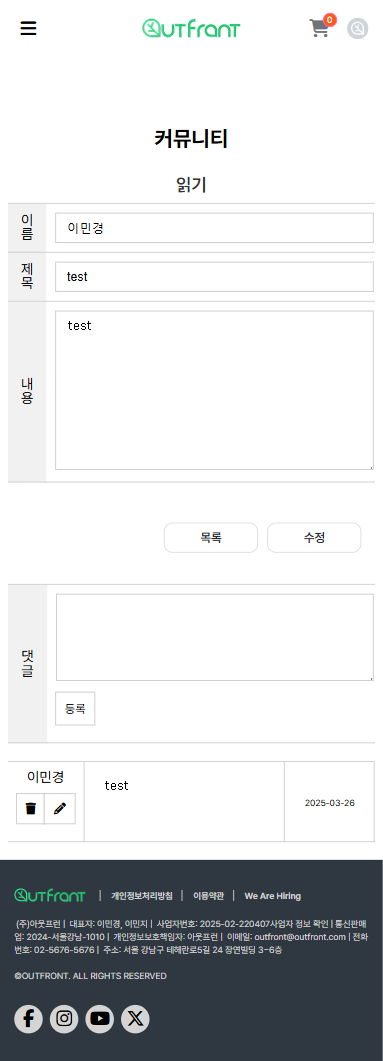 OUTFRONT
0
커뮤니티
읽기
이름
이민경
제목
test
내용
test
목록
수정
댓글
등록
이민경
test
2025-03-26
OUTFRONT | 개인정보처리방침 | 이용약관 | We Are Hiring
(주)아웃프런 | 대표자: 이민경, 이민지 | 사업자번호: 2025-02-220407사업자 정보 확인 | 통신판매
업: 2024-서울강남-1010 | 개인정보보호책임자: 아웃프런 | 이메일: outfront@outfront.com | 전화
번호: 02-5676-5676 | 주소: 서울 강남구 테헤란로5길 24 장연빌딩 3~6층
©OUTFRONT. ALL RIGHTS RESERVED